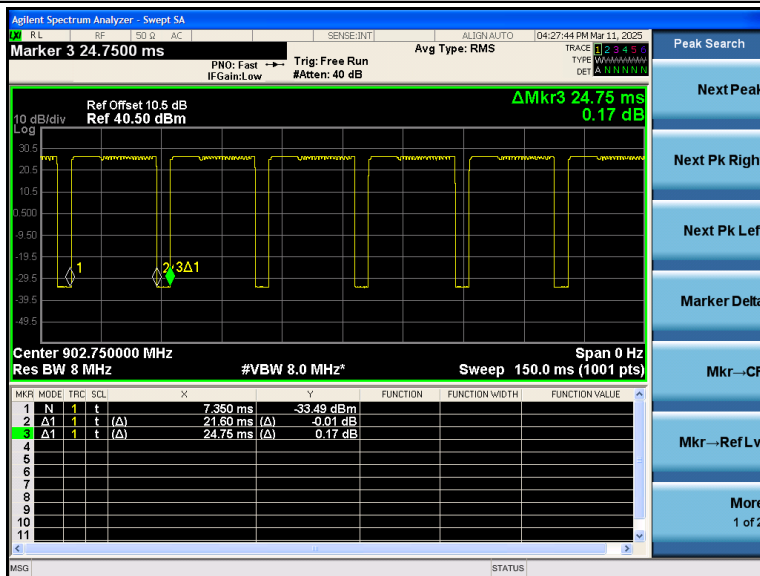 Agilent Spectrum Analyzer - Swept SA
LXI RL RF 50 Ω AC SENSE:INT ALIGN AUTO 04:27:44 PM Mar 11, 2025
Marker 3 24.7500 ms
PNO: Fast
IFGain:Low
Trig: Free Run
#Atten: 40 dB
Avg Type: RMS
TRACE 1 2 3 4 5 6
TYPE
DET A N N N N N
Peak Search
Next Peak
Next Pk Righ
Next Pk Lef
Marker Delta
Mkr→CF
Mkr→Ref Lv
More
1 of 2
ΔMkr3 24.75 ms
0.17 dB
Ref Offset 10.5 dB
10 dB/div Ref 40.50 dBm
Log
30.5
20.5
10.5
0.500
-9.50
-19.5
-29.5
-39.5
-49.5
1
2 3Δ1
Center 902.750000 MHz Span 0 Hz
Res BW 8 MHz #VBW 8.0 MHz* Sweep 150.0 ms (1001 pts)
MKR MODE TRC SCL X Y FUNCTION FUNCTION WIDTH FUNCTION VALUE
1 N 1 t 7.350 ms -33.49 dBm
2 Δ1 1 t (Δ) 21.60 ms (Δ) -0.01 dB
3 Δ1 1 t (Δ) 24.75 ms (Δ) 0.17 dB
4
5
6
7
8
9
10
11
MSG STATUS